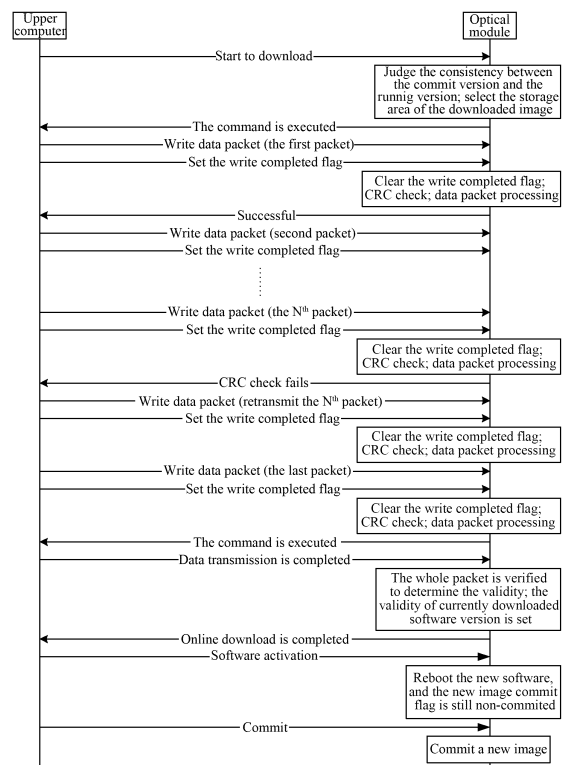 Upper
computer
Optical
module
Start to download
Judge the consistency between
the commit version and the
runnig version; select the storage
area of the downloaded image
The command is executed
Write data packet (the first packet)
Set the write completed flag
Clear the write completed flag;
CRC check; data packet processing
Successful
Write data packet (second packet)
Set the write completed flag
Write data packet (the Nth packet)
Set the write completed flag
Clear the write completed flag;
CRC check; data packet processing
CRC check fails
Write data packet (retransmit the Nth packet)
Set the write completed flag
Clear the write completed flag;
CRC check; data packet processing
Write data packet (the last packet)
Set the write completed flag
Clear the write completed flag;
CRC check; data packet processing
The command is executed
Data transmission is completed
The whole packet is verified
to determine the validity; the
validity of currently downloaded
software version is set
Online download is completed
Software activation
Reboot the new software,
and the new image commit
flag is still non-commited
Commit
Commit a new image